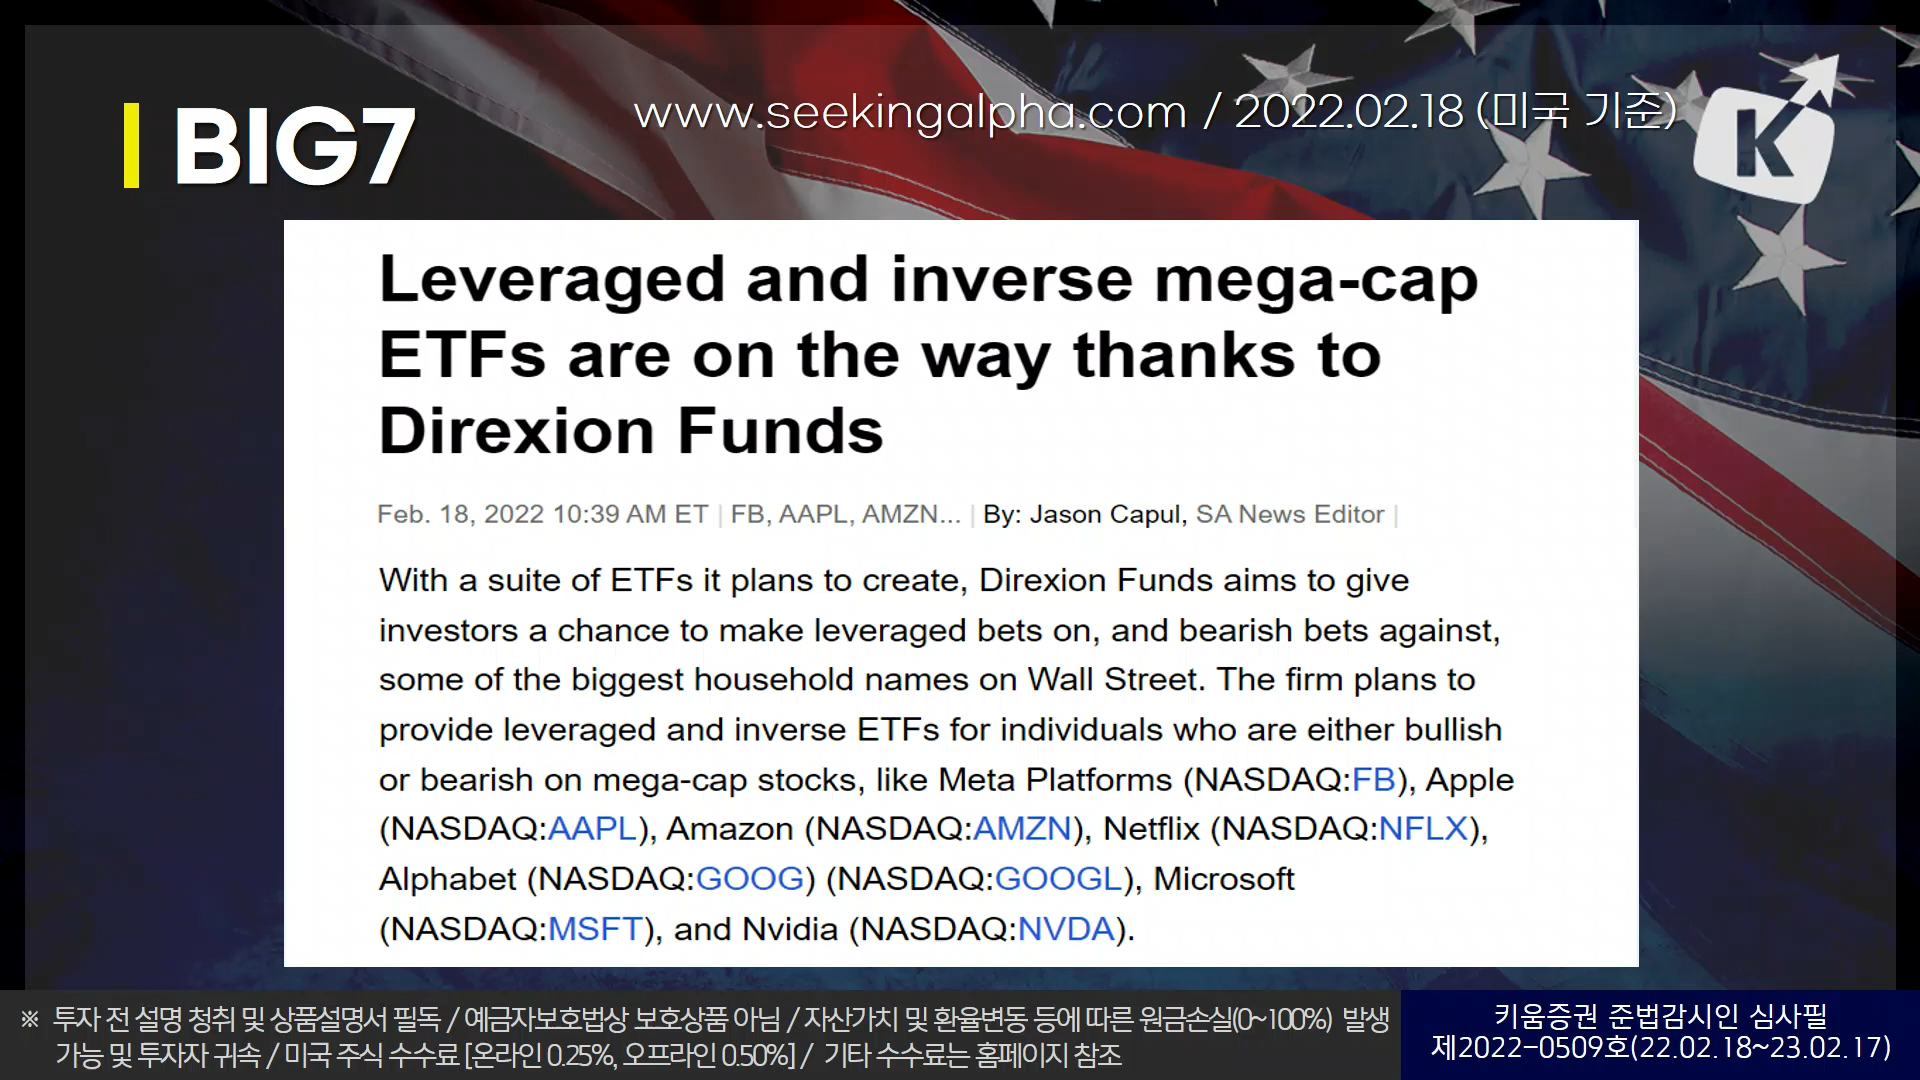 BIG7
www.seekingalpha.com / 2022.02.18 (미국 기준)
K
Leveraged and inverse mega-cap
ETFs are on the way thanks to
Direxion Funds
Feb. 18, 2022 10:39 AM ET | FB, AAPL, AMZN... | By: Jason Capul, SA News Editor |
With a suite of ETFs it plans to create, Direxion Funds aims to give
investors a chance to make leveraged bets on, and bearish bets against,
some of the biggest household names on Wall Street. The firm plans to
provide leveraged and inverse ETFs for individuals who are either bullish
or bearish on mega-cap stocks, like Meta Platforms (NASDAQ:FB), Apple
(NASDAQ:AAPL), Amazon (NASDAQ:AMZN), Netflix (NASDAQ:NFLX),
Alphabet (NASDAQ:GOOG) (NASDAQ:GOOGL), Microsoft
(NASDAQ:MSFT), and Nvidia (NASDAQ:NVDA).
※ 투자 전 설명 청취 및 상품설명서 필독 / 예금자보호법상 보호상품 아님 / 자산가치 및 환율변동 등에 따른 원금손실(0~100%) 발생
가능 및 투자자 귀속 / 미국 주식 수수료 [온라인 0.25%, 오프라인 0.50%] / 기타 수수료는 홈페이지 참조
키움증권 준법감시인 심사필
제2022-0509호(22.02.18~23.02.17)